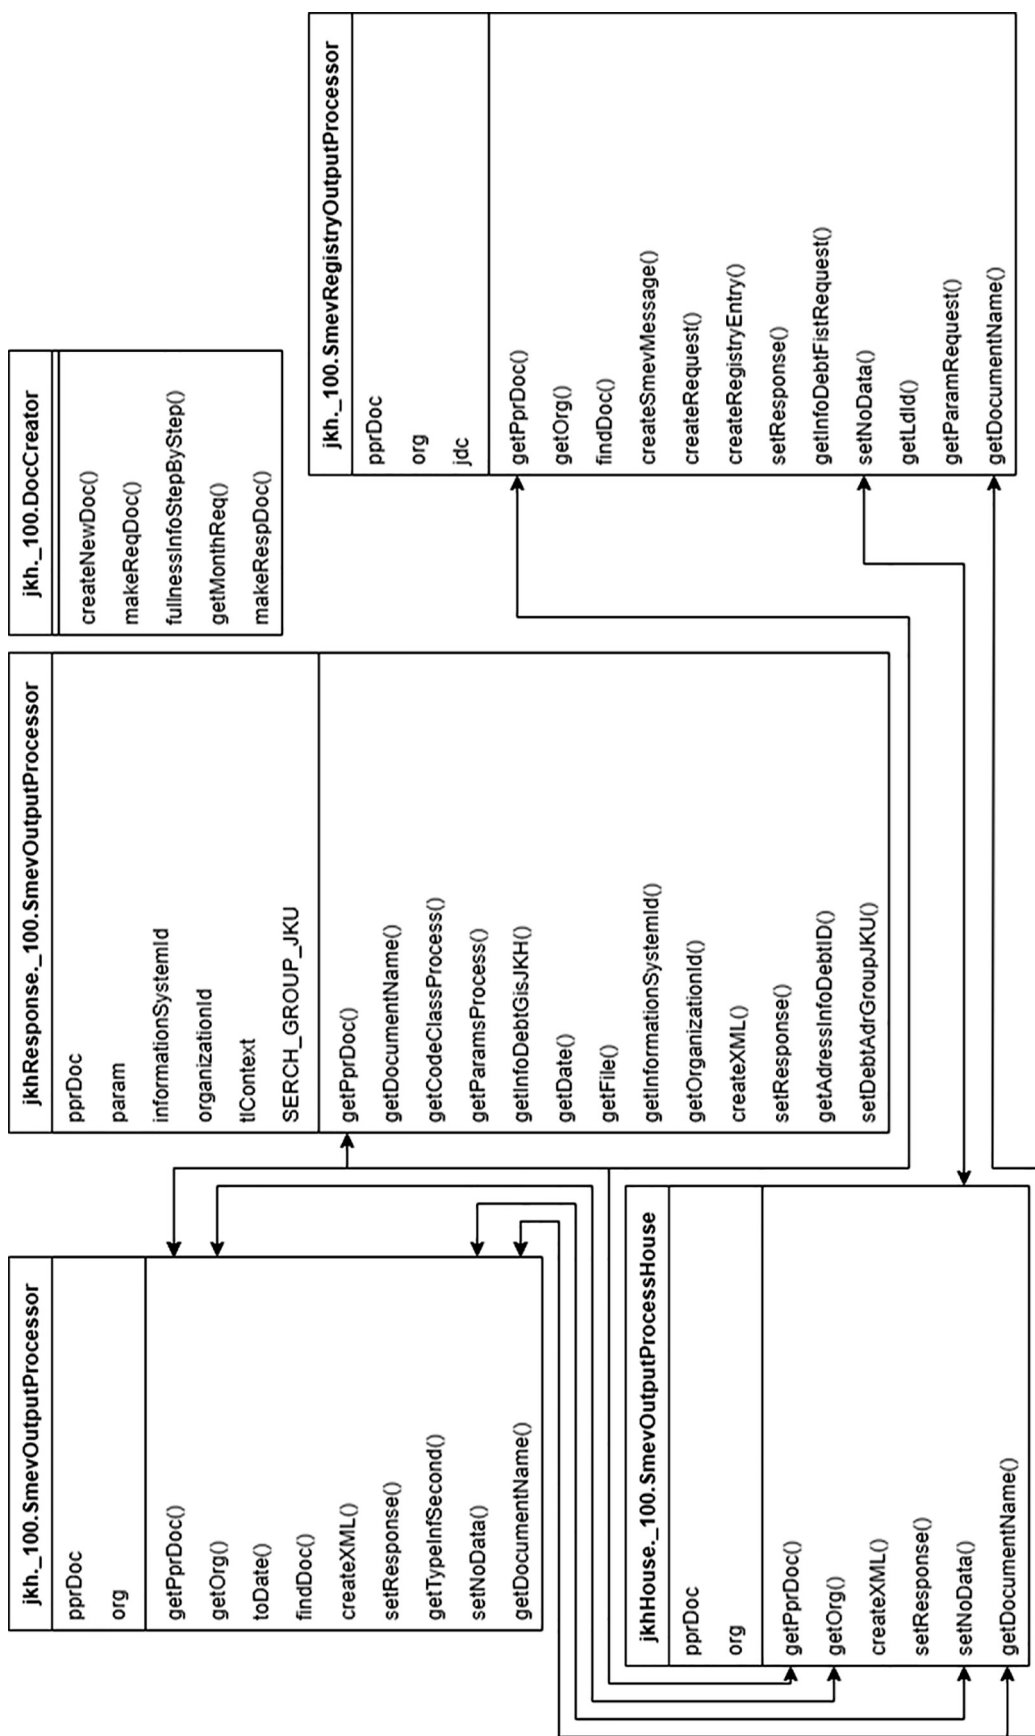 jkh._100.SmevOutputProcessor
pprDoc
org
getPprDoc()
getOrg()
toDate()
findDoc()
createXML()
setResponse()
getTypeInfSecond()
setNoData()
getDocumentName()
jkhResponse._100.SmevOutputProcessor
pprDoc
param
informationSystemId
organizationId
tlContext
SERCH_GROUP_JKU
getPprDoc()
getDocumentName()
getCodeClassProcess()
getParamsProcess()
getInfoDebtGisJKH()
getDate()
getFile()
getInformationSystemId()
getOrganizationId()
createXML()
setResponse()
getAdressInfoDebtID()
setDebtAdrGroupJKU()
jkh._100.DocCreator
createNewDoc()
makeReqDoc()
fullnessInfoStepByStep()
getMonthReq()
makeRespDoc()
jkhHouse._100.SmevOutputProcessHouse
pprDoc
org
getPprDoc()
getOrg()
createXML()
setResponse()
setNoData()
getDocumentName()
jkh._100.SmevRegistryOutputProcessor
pprDoc
org
jdc
getPprDoc()
getOrg()
findDoc()
createSmevMessage()
createRequest()
createRegistryEntry()
setResponse()
getInfoDebtFistRequest()
setNoData()
getLdId()
getParamRequest()
getDocumentName()